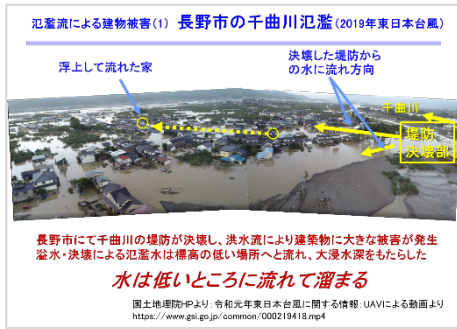 氾濫流による建物被害(1) 長野市の千曲川氾濫(2019年東日本台風)
浮上して流れた家
決壊した堤防から
の水に流れ方向
千曲川
堤防
決壊部
長野市にて千曲川の堤防が決壊し、洪水流により建築物に大きな被害が発生
溢水・決壊による氾濫水は標高の低い場所へと流れ、大浸水深をもたらした
水は低いところに流れて溜まる
国土地理院HPより: 令和元年東日本台風に関する情報: UAVによる動画より
https://www.gsi.go.jp/common/000219418.mp4